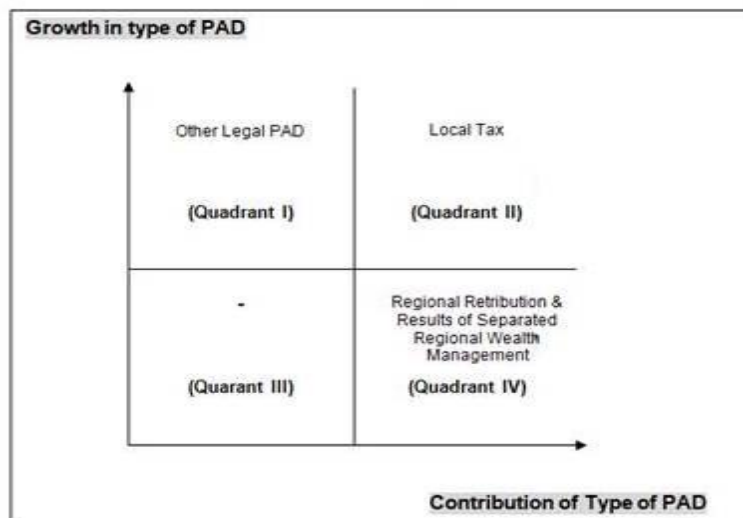 Growth in type of PAD
Other Legal PAD
Local Tax
(Quadrant I)
(Quadrant II)
-
Regional Retribution &
Results of Separated
Regional Wealth
Management
(Quarant III)
(Quadrant IV)
Contribution of Type of PAD